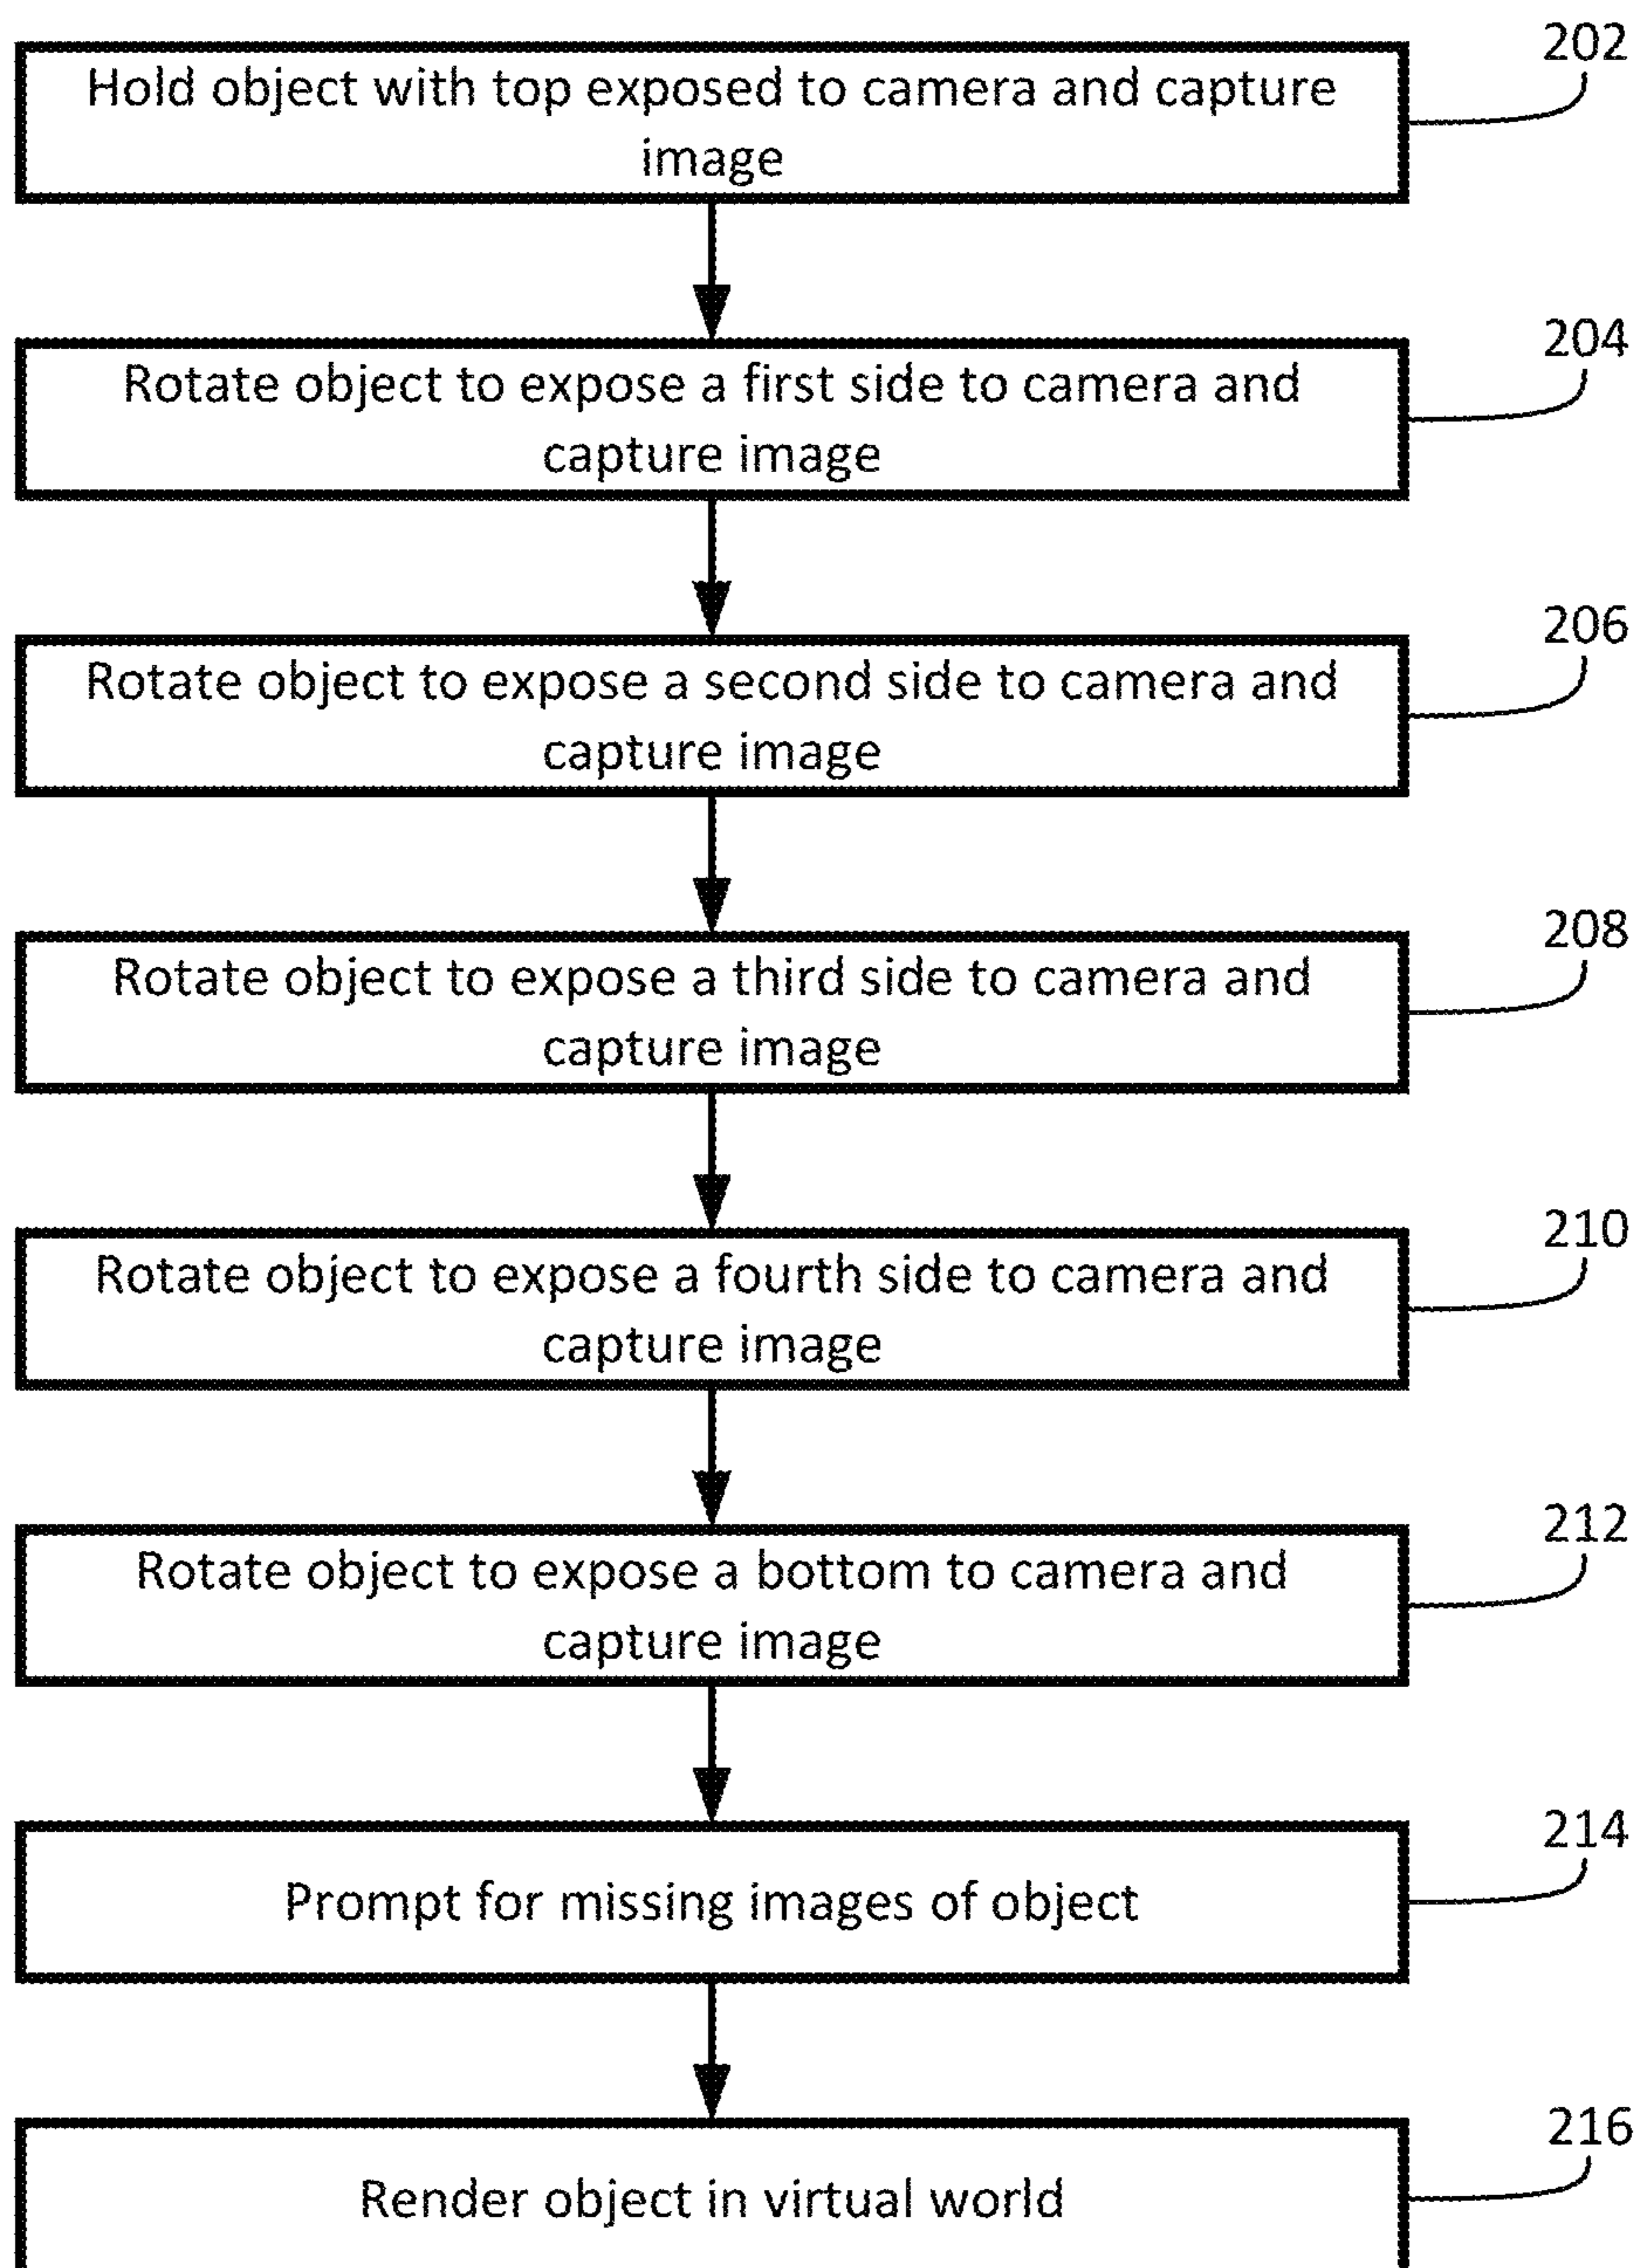 202
Hold object with top exposed to camera and capture
image
204
Rotate object to expose a first side to camera and
capture image
206
Rotate object to expose a second side to camera and
capture image
208
Rotate object to expose a third side to camera and
capture image
210
Rotate object to expose a fourth side to camera and
capture image
212
Rotate object to expose a bottom to camera and
capture image
214
Prompt for missing images of object
216
Render object in virtual world